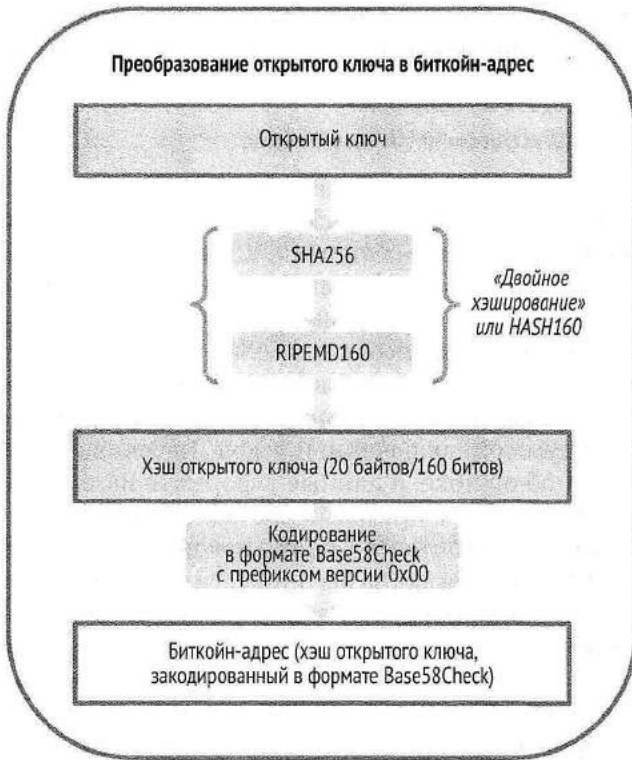 Преобразование открытого ключа в биткойн-адрес
Открытый ключ
SHA256
«Двойное
хэширование»
или HASH160
RIPEMD160
Хэш открытого ключа (20 байтов/160 битов)
Кодирование
в формате Base58Check
с префиксом версии 0x00
Биткойн-адрес (хэш открытого ключа,
закодированный в формате Base58Check)